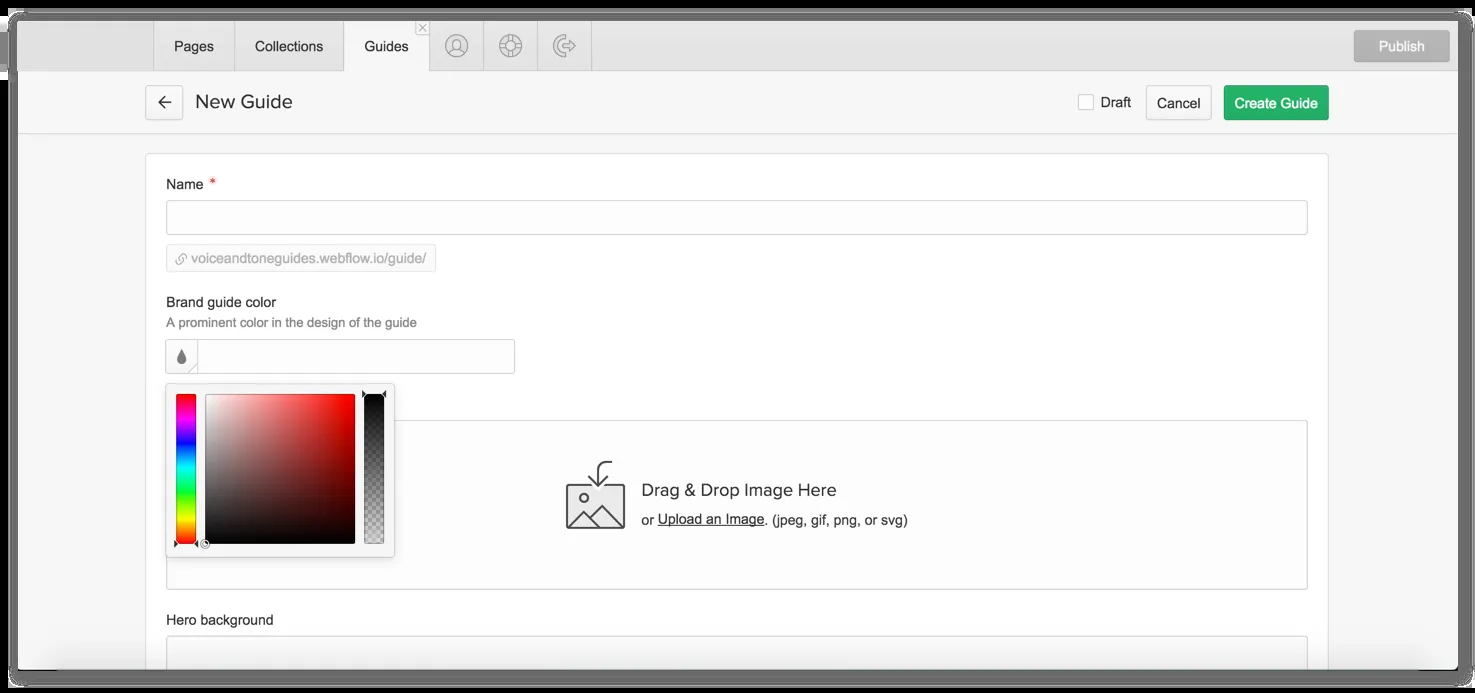 Pages Collections Guides Publish
New Guide Draft Cancel Create Guide
Name *
voiceandtoneguides.webflow.io/guide/
Brand guide color
A prominent color in the design of the guide
Drag & Drop Image Here
or Upload an Image. (jpeg, gif, png, or svg)
Hero background